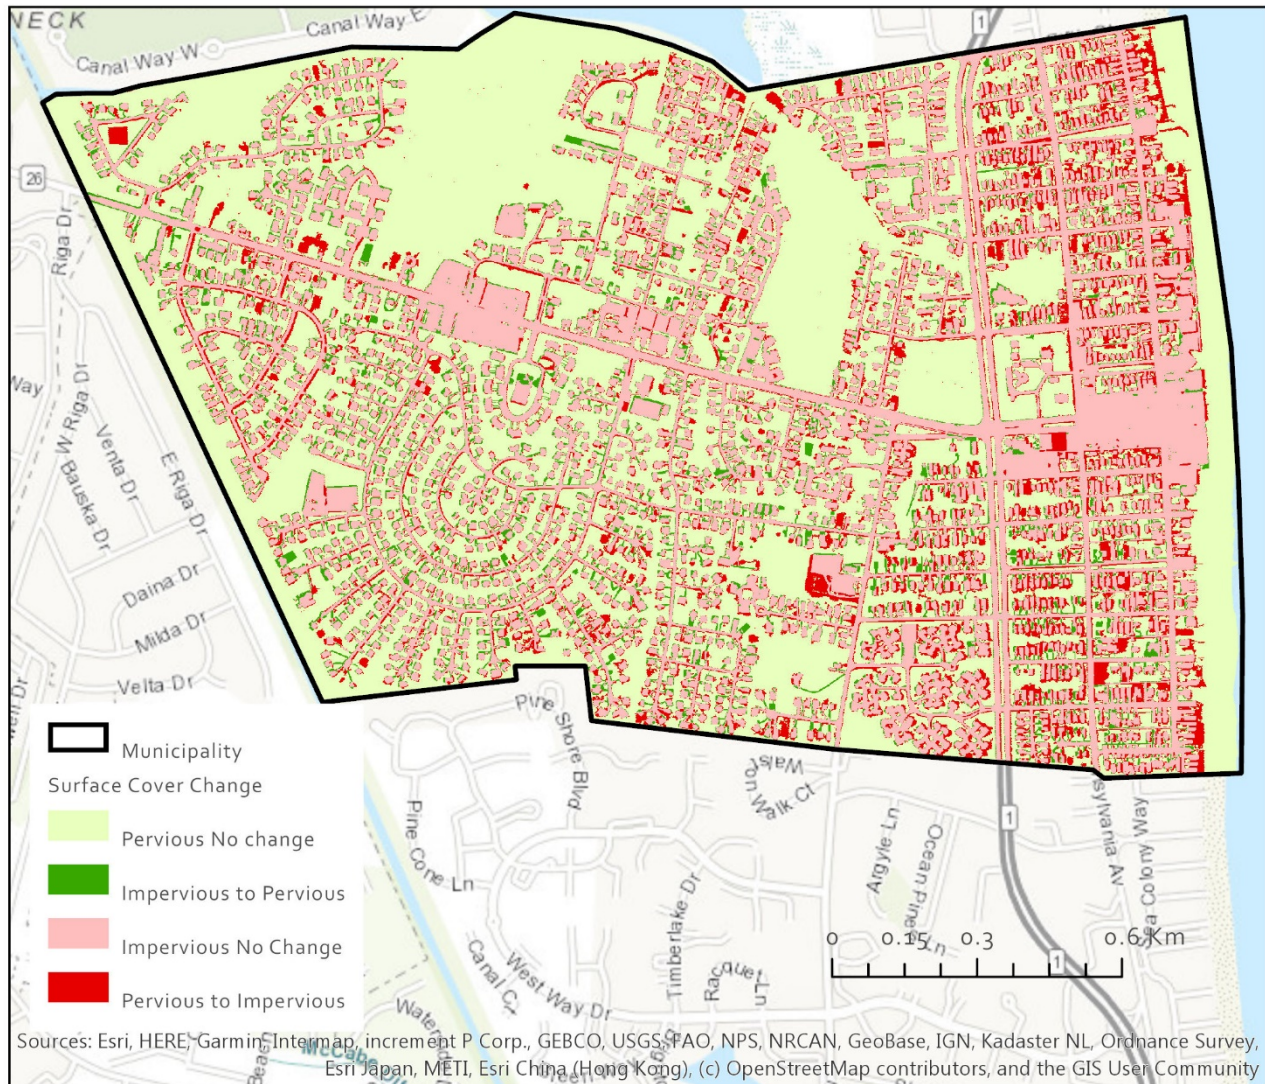 NECK
Canal Way W
Canal Way E
1
26
Riga Dr
Way
W Riga Dr
Venta Dr
Bauska Dr
E Riga Dr
Daina Dr
Milda Dr
Velta Dr
Municipality
Surface Cover Change
Pervious No change
Impervious to Pervious
Impervious No Change
Pervious to Impervious
Pine Shore Blvd
Pine Cone Ln
Canal Ct
West Way Dr
Timberlake Dr
Racquet Ln
Walston Walk Ct
Argyle Ln
Ocean Pines Ln
1
sylvania Av
Sea Colony Way
0 0.15 0.3 0.6 Km
1
Sources: Esri, HERE, Garmin, Intermap, increment P Corp., GEBCO, USGS, FAO, NPS, NRCAN, GeoBase, IGN, Kadaster NL, Ordnance Survey,
Esri Japan, METI, Esri China (Hong Kong), (c) OpenStreetMap contributors, and the GIS User Community